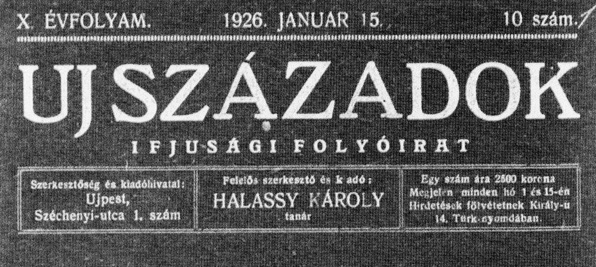 X. ÉVFOLYAM. 1926. JANUAR 15. 10 szám.
UJ SZÁZADOK
IFJUSÁGI FOLYÓIRAT
Szerkesztőség és kiadóhivatal:
Ujpest,
Széchenyi-utca 1. szám
Felelős szerkesztő és kiadó:
HALASSY KÁROLY
tanár
Egy szám ára 2500 korona
Megjelen minden hó 1 és 15-én
Hirdetések fölvétetnek Király-u
14. Türk-nyomdában.